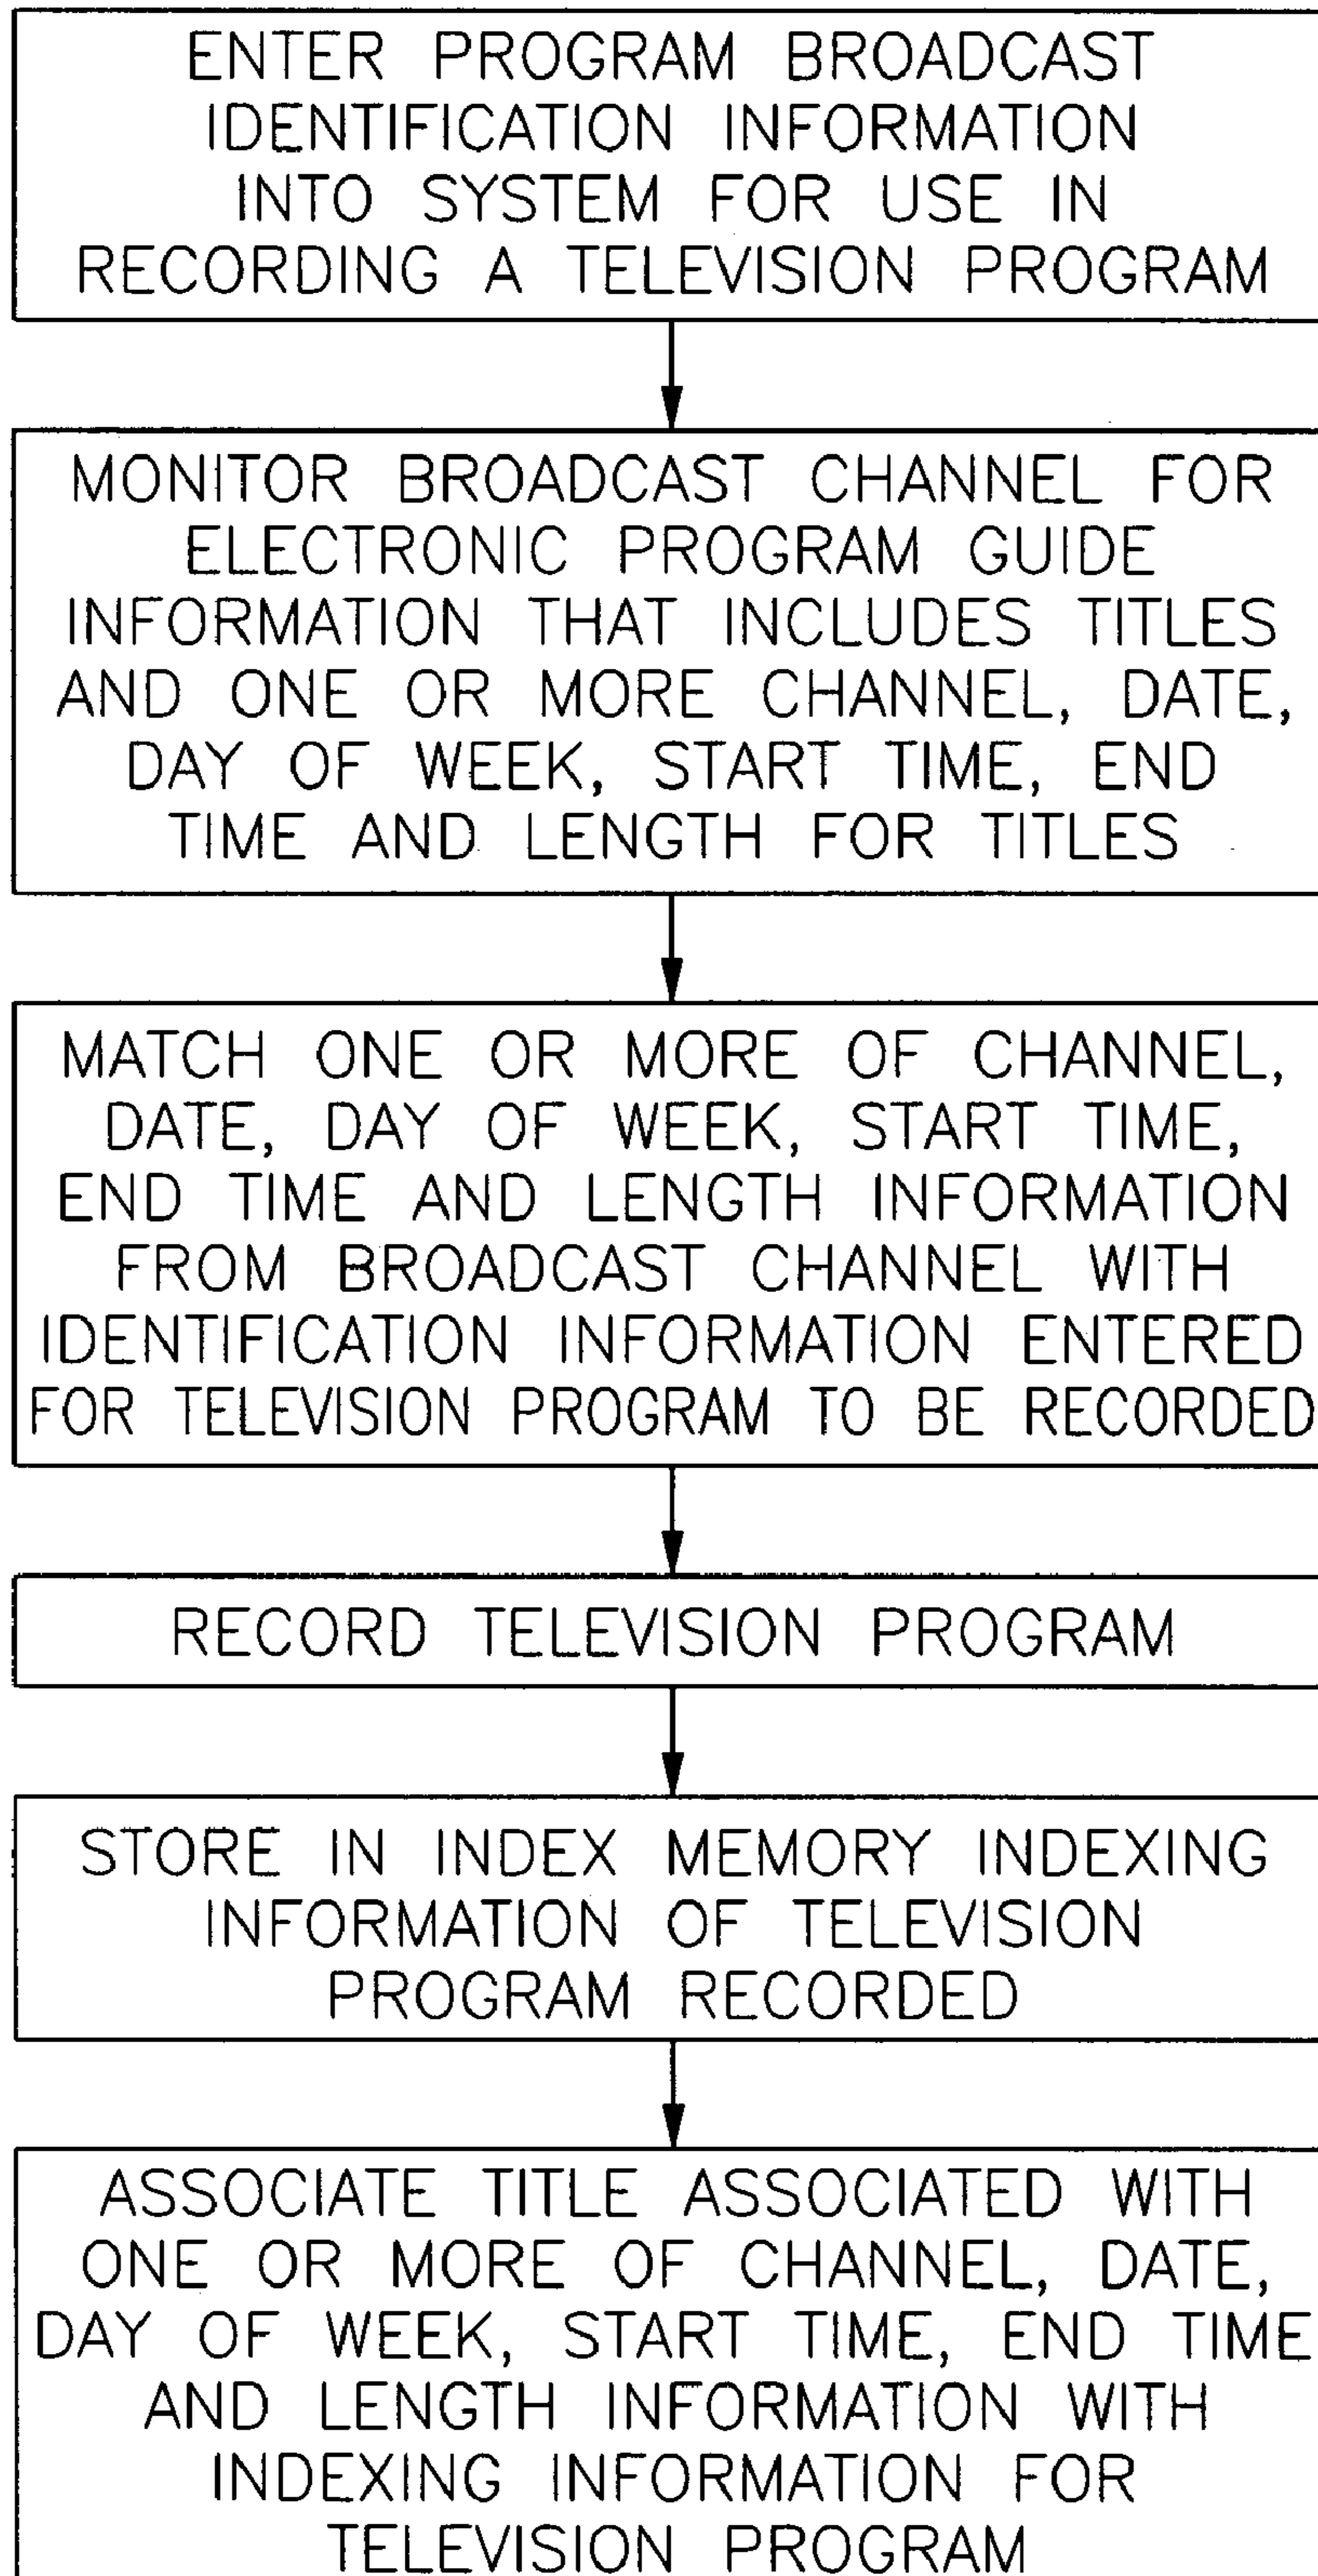 ENTER PROGRAM BROADCAST
IDENTIFICATION INFORMATION
INTO SYSTEM FOR USE IN
RECORDING A TELEVISION PROGRAM
MONITOR BROADCAST CHANNEL FOR
ELECTRONIC PROGRAM GUIDE
INFORMATION THAT INCLUDES TITLES
AND ONE OR MORE CHANNEL, DATE,
DAY OF WEEK, START TIME, END
TIME AND LENGTH FOR TITLES
MATCH ONE OR MORE OF CHANNEL,
DATE, DAY OF WEEK, START TIME,
END TIME AND LENGTH INFORMATION
FROM BROADCAST CHANNEL WITH
IDENTIFICATION INFORMATION ENTERED
FOR TELEVISION PROGRAM TO BE RECORDED
RECORD TELEVISION PROGRAM
STORE IN INDEX MEMORY INDEXING
INFORMATION OF TELEVISION
PROGRAM RECORDED
ASSOCIATE TITLE ASSOCIATED WITH
ONE OR MORE OF CHANNEL, DATE,
DAY OF WEEK, START TIME, END TIME
AND LENGTH INFORMATION WITH
INDEXING INFORMATION FOR
TELEVISION PROGRAM